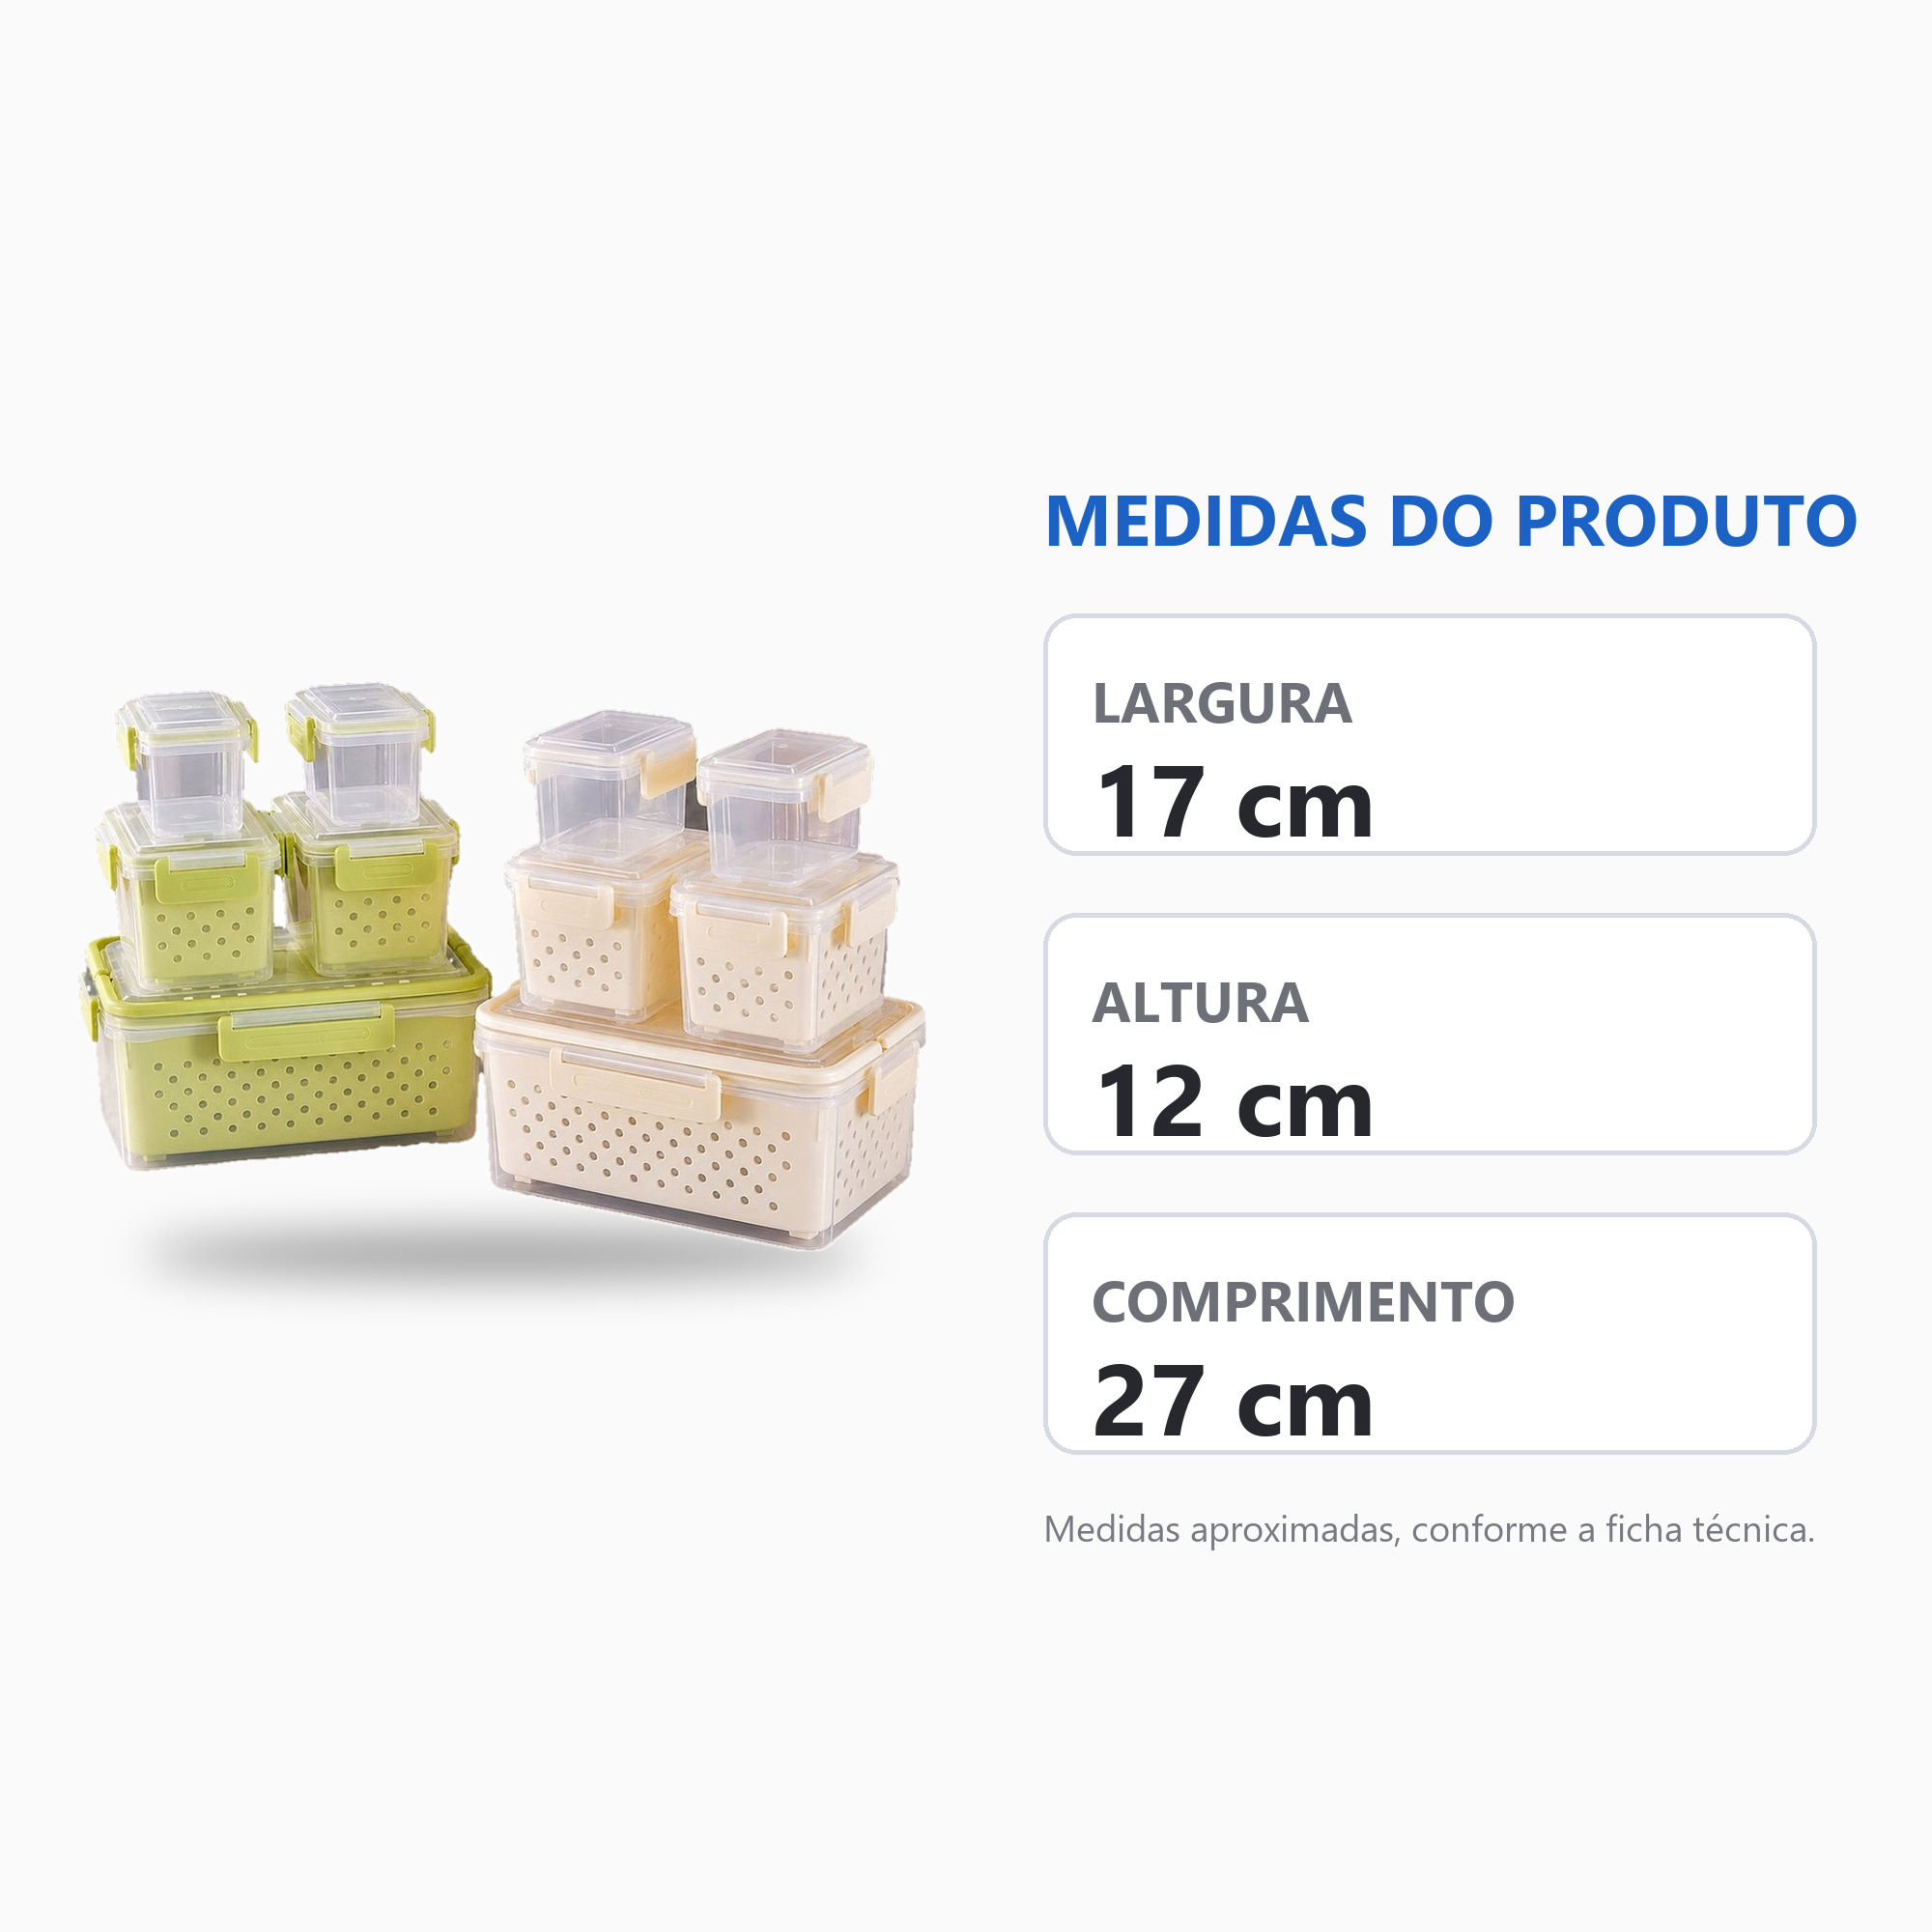 MEDIDAS DO PRODUTO
LARGURA
17 cm
ALTURA
12 cm
COMPRIMENTO
27 cm
Medidas aproximadas, conforme a ficha técnica.